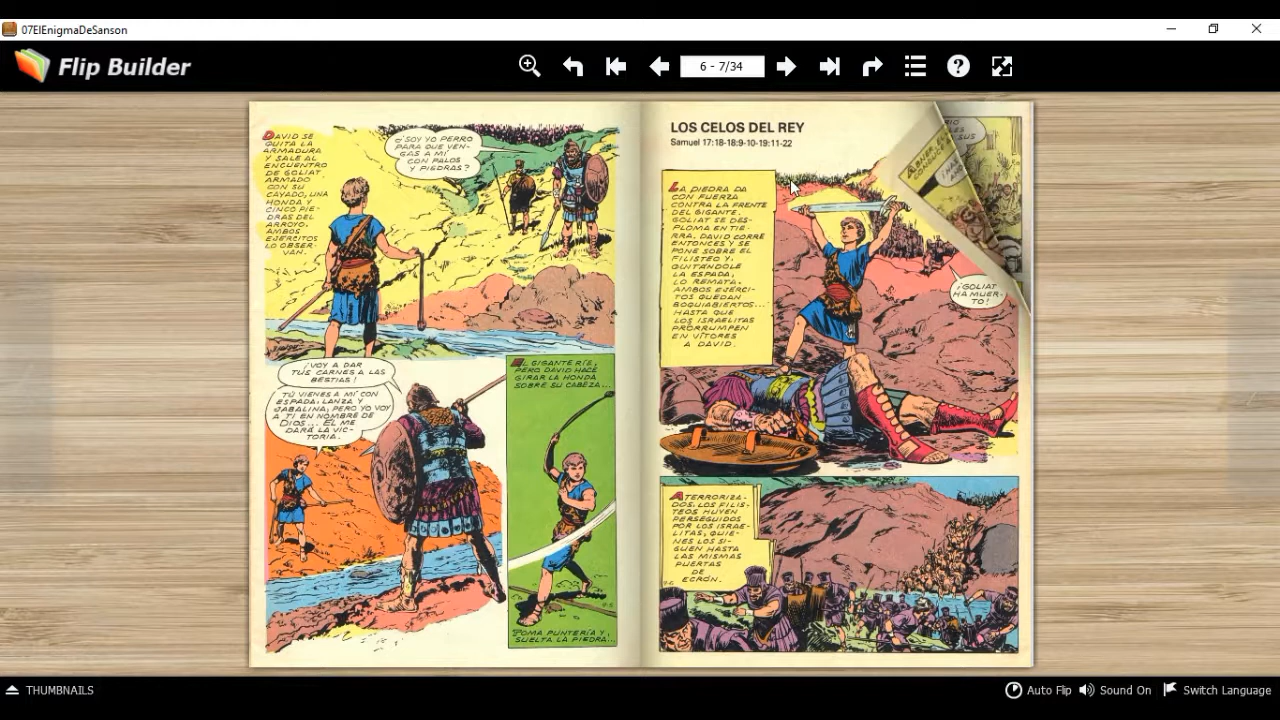 07ElEnigmaDeSanson
Flip Builder
6 - 7/34
DAVID SE
QUITA LA
ARMADURA
Y SALE AL
ENCUENTRO
DE GOLIAT.
ARMADO
CON SU
CAYADO, UNA
HONDA Y
CINCO PIE-
DRAS DEL
ARROYO.
AMBOS
EJÉRCITOS
LO OBSER-
VAN.
¿SOY YO PERRO
PARA QUE VEN-
GAS A MÍ
CON PALOS
Y PIEDRAS?
¡VOY A DAR
TUS CARNES A LAS
BESTIAS!
TÚ VIENES A MÍ CON
ESPADA, LANZA Y
JABALINA; PERO YO VOY
A TI EN NOMBRE DE
DIOS... ÉL ME
DARÁ LA VIC-
TORIA.
EL GIGANTE RÍE,
PERO DAVID HACE
GIRAR LA HONDA
SOBRE SU CABEZA...
TOMA PUNTERÍA Y,
SUELTA LA PIEDRA...
LOS CELOS DEL REY
Samuel 17:18-18:9-10-19:11-22
LA PIEDRA DA
CON FUERZA
CONTRA LA FRENTE
DEL GIGANTE.
GOLIAT SE DES-
PLOMA EN TIE-
RRA. DAVID CORRE
ENTONCES Y SE
PONE SOBRE EL
FILISTEO Y,
QUITÁNDOLE
LA ESPADA,
LO REMATA.
AMBOS EJÉRCI-
TOS QUEDAN
BOQUIABIERTOS...
HASTA QUE
LOS ISRAELITAS
PRORRUMPEN
EN VÍTORES
A DAVID.
¡GOLIAT
HA MUER-
TO!
ATERRORIZA-
DOS, LOS FILIS-
TEOS HUYEN
PERSEGUIDOS
POR LOS ISRAE-
LITAS, QUIE-
NES LOS SI-
GUEN HASTA
LAS MISMAS
PUERTAS
DE
ECRÓN.
THUMBNAILS
Auto Flip
Sound On
Switch Language